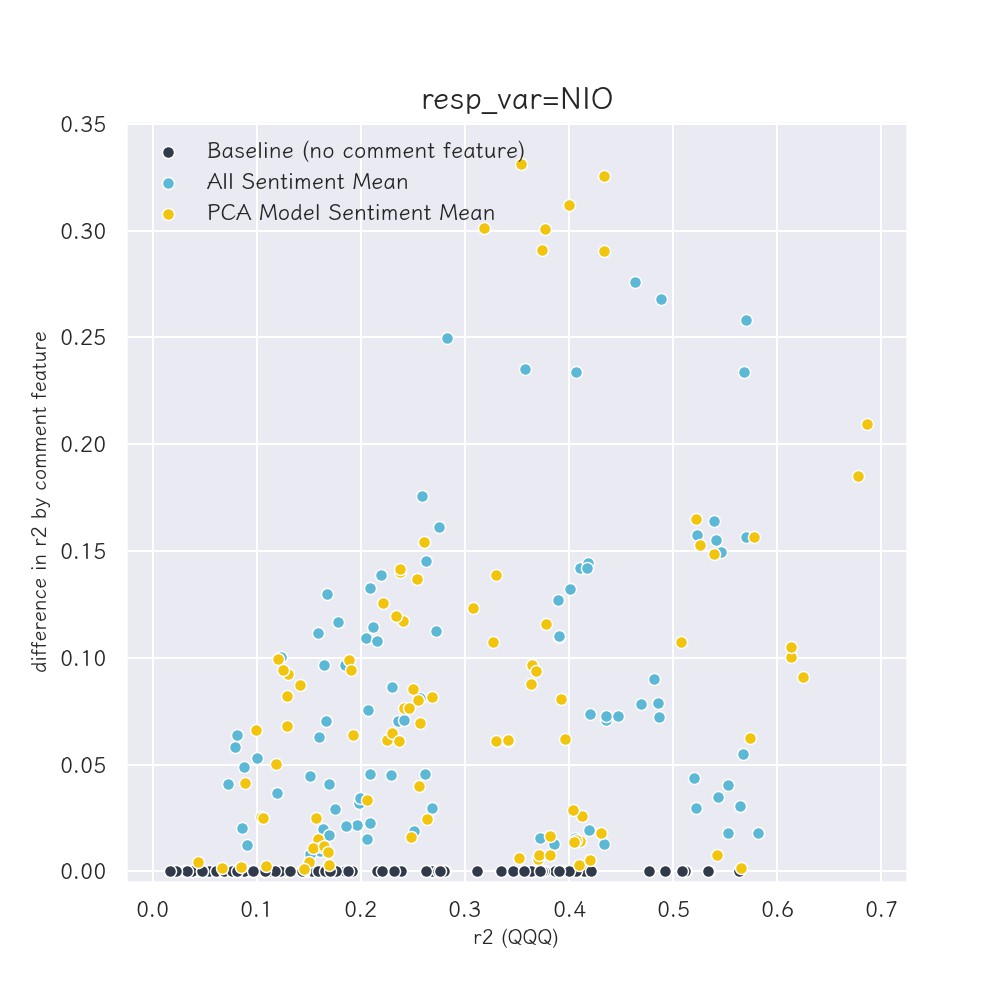 resp_var=NIO
0.35
0.30
0.25
0.20
0.15
0.10
0.05
0.00
difference in r2 by comment feature
Baseline (no comment feature)
All Sentiment Mean
PCA Model Sentiment Mean
0.0 0.1 0.2 0.3 0.4 0.5 0.6 0.7
r2 (QQQ)